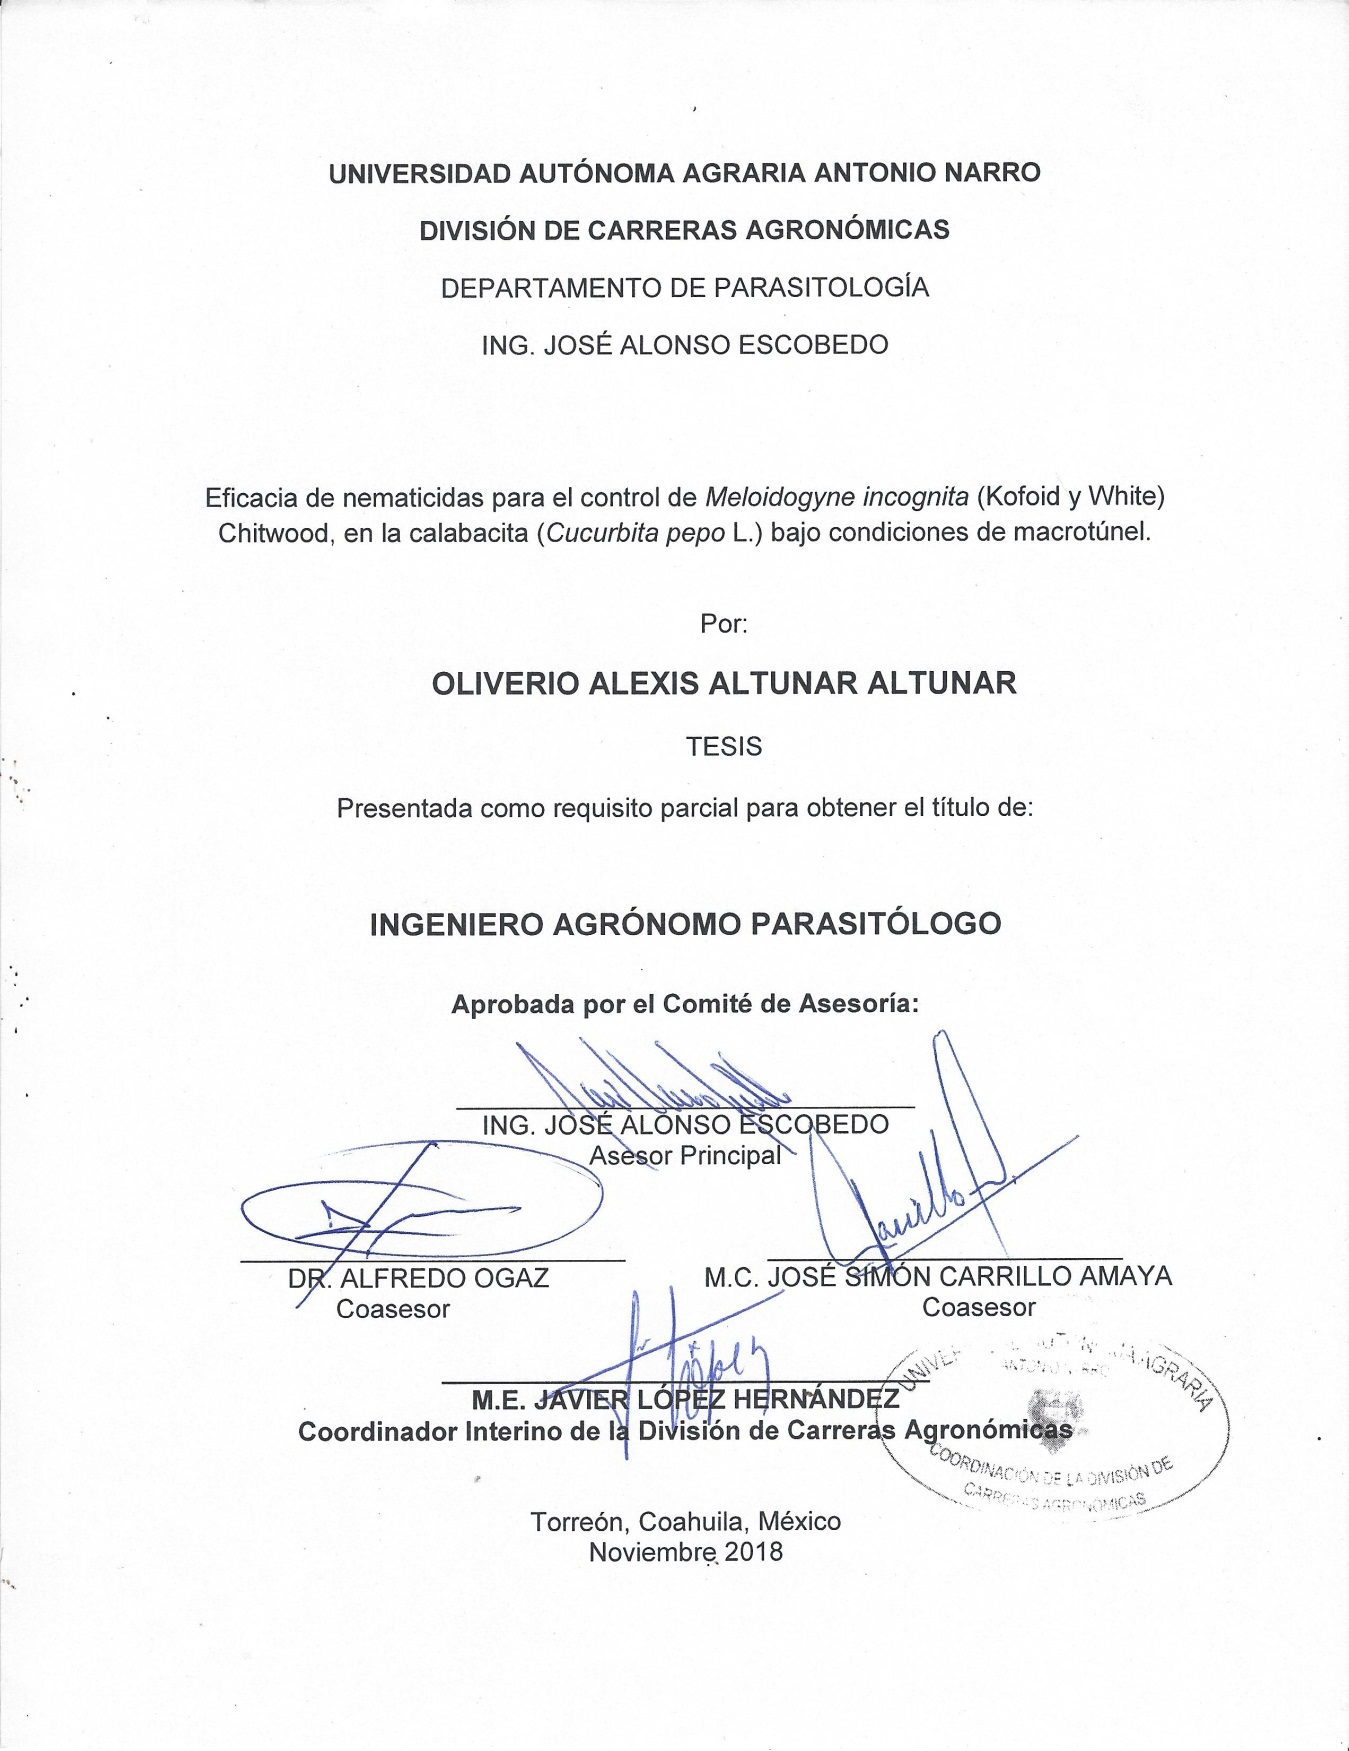 UNIVERSIDAD AUTÓNOMA AGRARIA ANTONIO NARRO
DIVISIÓN DE CARRERAS AGRONÓMICAS
DEPARTAMENTO DE PARASITOLOGÍA
ING. JOSÉ ALONSO ESCOBEDO
Eficacia de nematicidas para el control de Meloidogyne incognita (Kofoid y White)
Chitwood, en la calabacita (Cucurbita pepo L.) bajo condiciones de macrotúnel.
Por:
OLIVERIO ALEXIS ALTUNAR ALTUNAR
TESIS
Presentada como requisito parcial para obtener el título de:
INGENIERO AGRÓNOMO PARASITÓLOGO
Aprobada por el Comité de Asesoría:
ING. JOSÉ ALONSO ESCOBEDO
Asesor Principal
DR. ALFREDO OGAZ
Coasesor
M.C. JOSÉ SIMÓN CARRILLO AMAYA
Coasesor
M.E. JAVIER LÓPEZ HERNÁNDEZ
Coordinador Interino de la División de Carreras Agronómicas
AGRARIA
COORDINACIÓN DE LA DIVISIÓN DE
CARRERAS AGRONÓMICAS
Torreón, Coahuila, México
Noviembre 2018